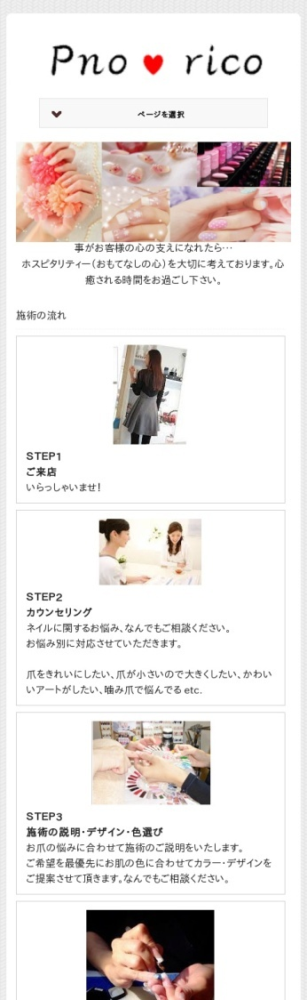 Pno ♥ rico
ページを選択
事がお客様の心の支えになれたら…
ホスピタリティー(おもてなしの心)を大切に考えております。心
癒される時間をお過ごし下さい。
施術の流れ
STEP1
ご来店
いらっしゃいませ!
STEP2
カウンセリング
ネイルに関するお悩み、なんでもご相談ください。
お悩み別に対応させていただきます。
爪をきれいにしたい、爪が小さいので大きくしたい、かわい
いアートがしたい、噛み爪で悩んでる etc.
STEP3
施術の説明・デザイン・色選び
お爪の悩みに合わせて施術のご説明をいたします。
ご希望を最優先にお肌の色に合わせてカラー・デザインを
ご提案させて頂きます。なんでもご相談ください。